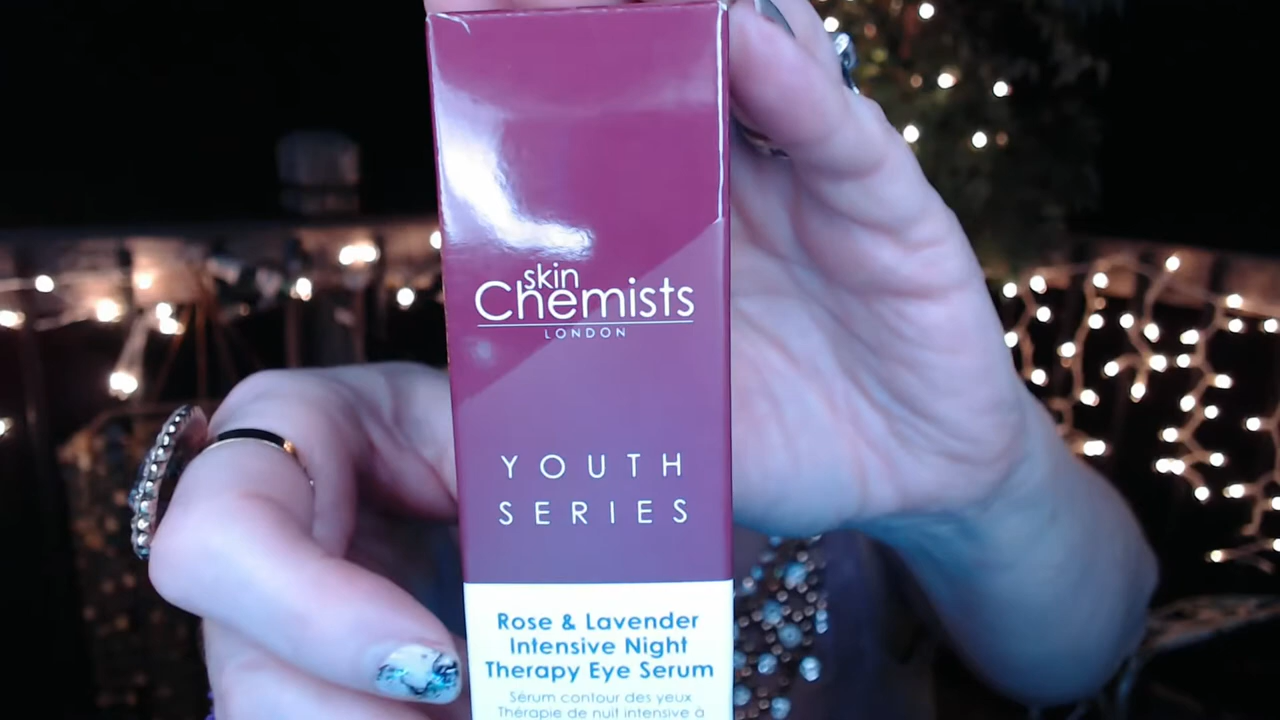 skin
Chemists
LONDON
YOUTH
SERIES
Rose & Lavender
Intensive Night
Therapy Eye Serum
Sérum contour des yeux
Thérapie de nuit intensive à